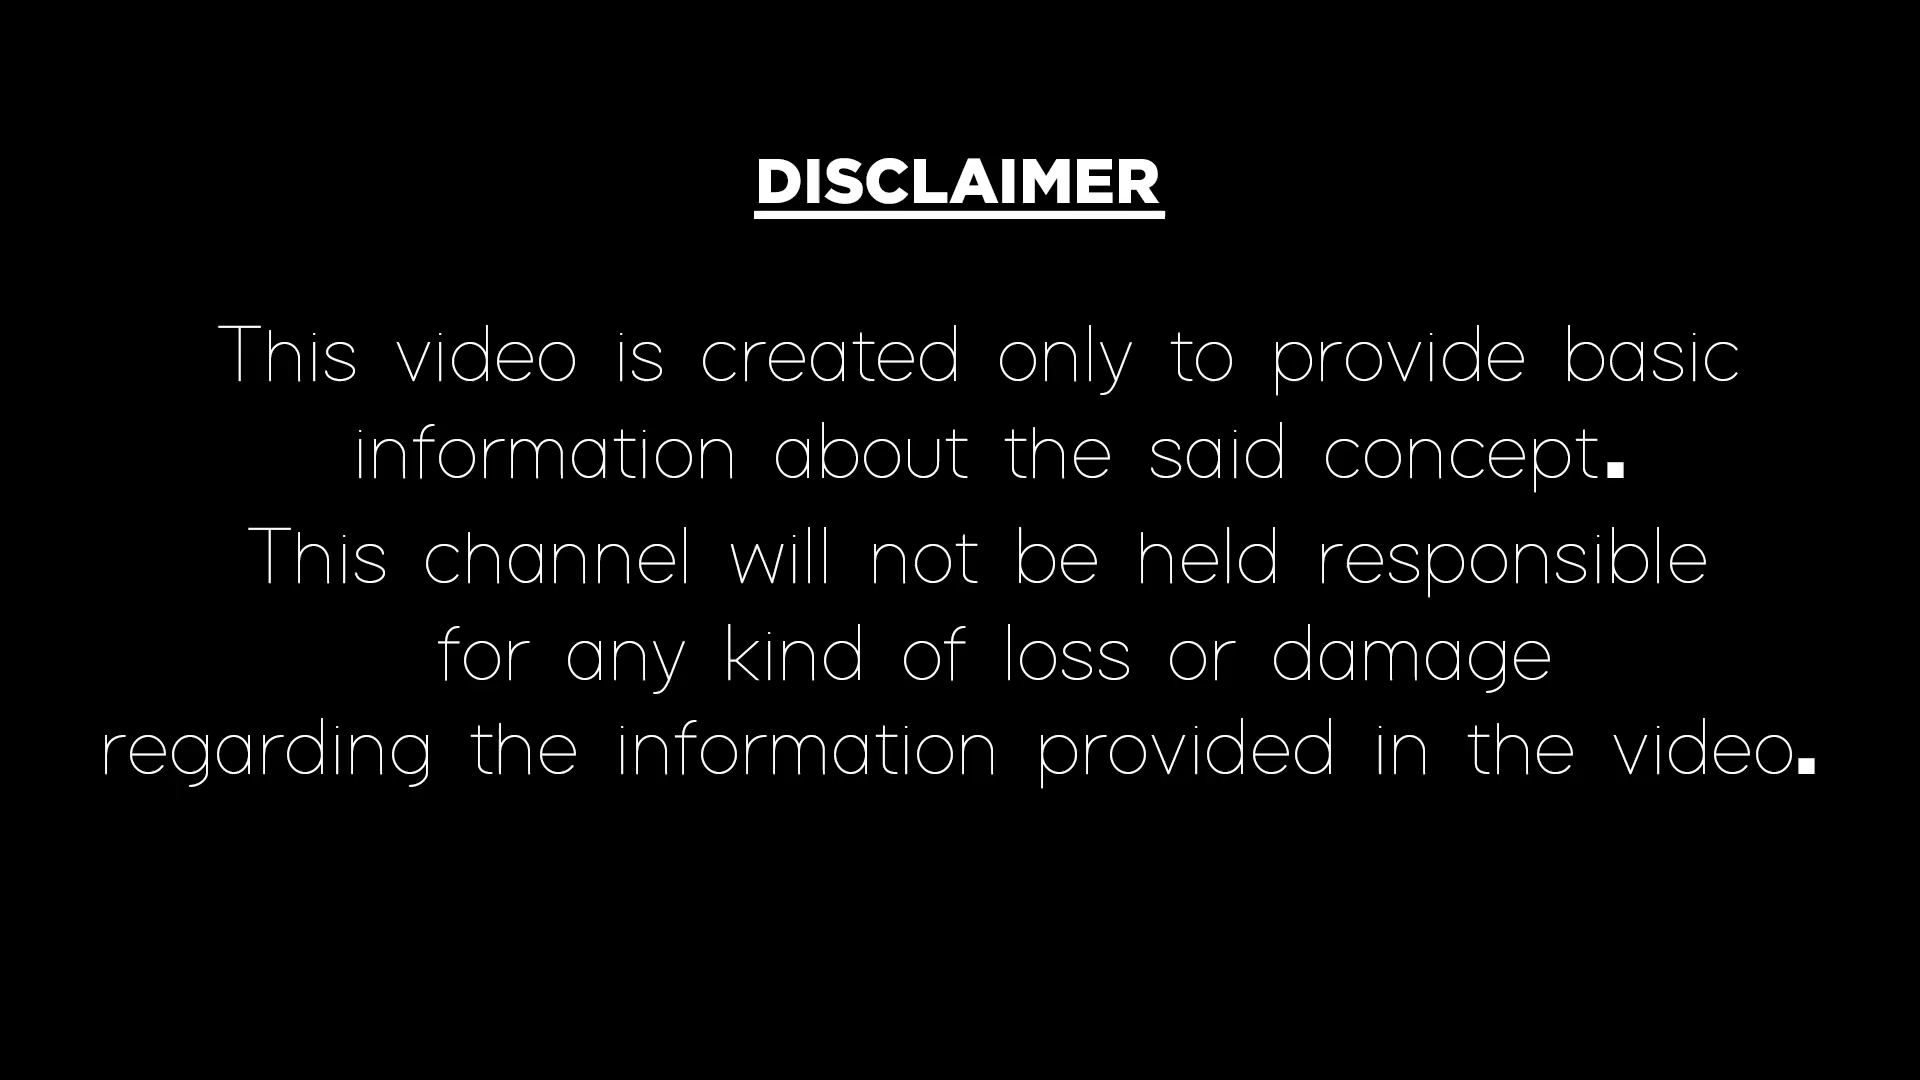 DISCLAIMER
This video is created only to provide basic
information about the said concept.
This channel will not be held responsible
for any kind of loss or damage
regarding the information provided in the video.